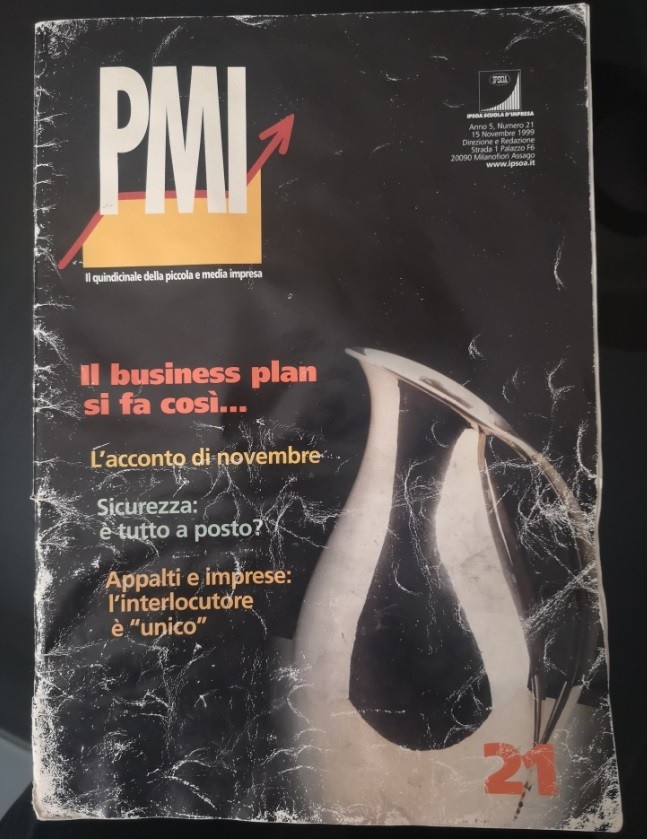 PMI
Il quindicinale della piccola e media impresa
IPSOA
IPSOA SCUOLA D'IMPRESA
Anno 5, Numero 21
15 Novembre 1999
Direzione e Redazione
Strada 1 Palazzo F6
20090 Milanofiori Assago
www.ipsoa.it
Il business plan
si fa così...
L'acconto di novembre
Sicurezza:
è tutto a posto?
Appalti e imprese:
l'interlocutore
è “unico”
21